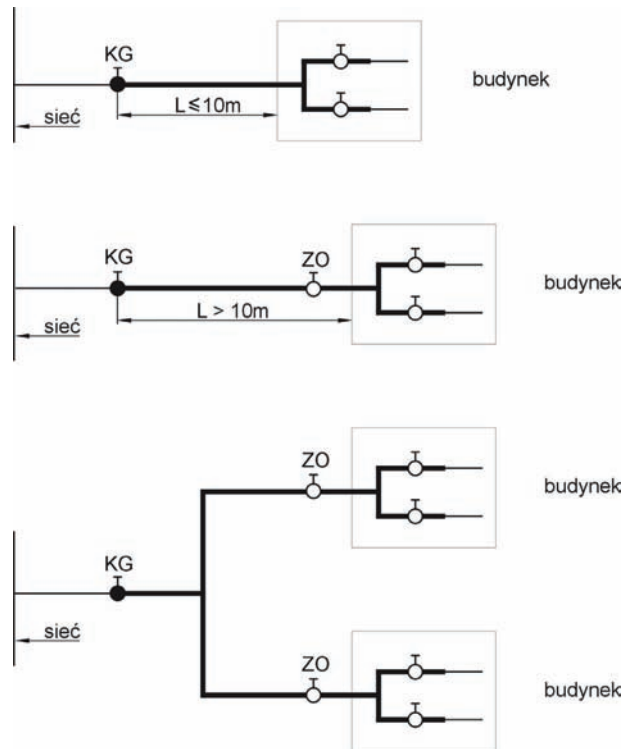 KG
budynek
L ≤ 10m
sieć
KG
ZO
budynek
L > 10m
sieć
ZO
budynek
KG
sieć
ZO
budynek